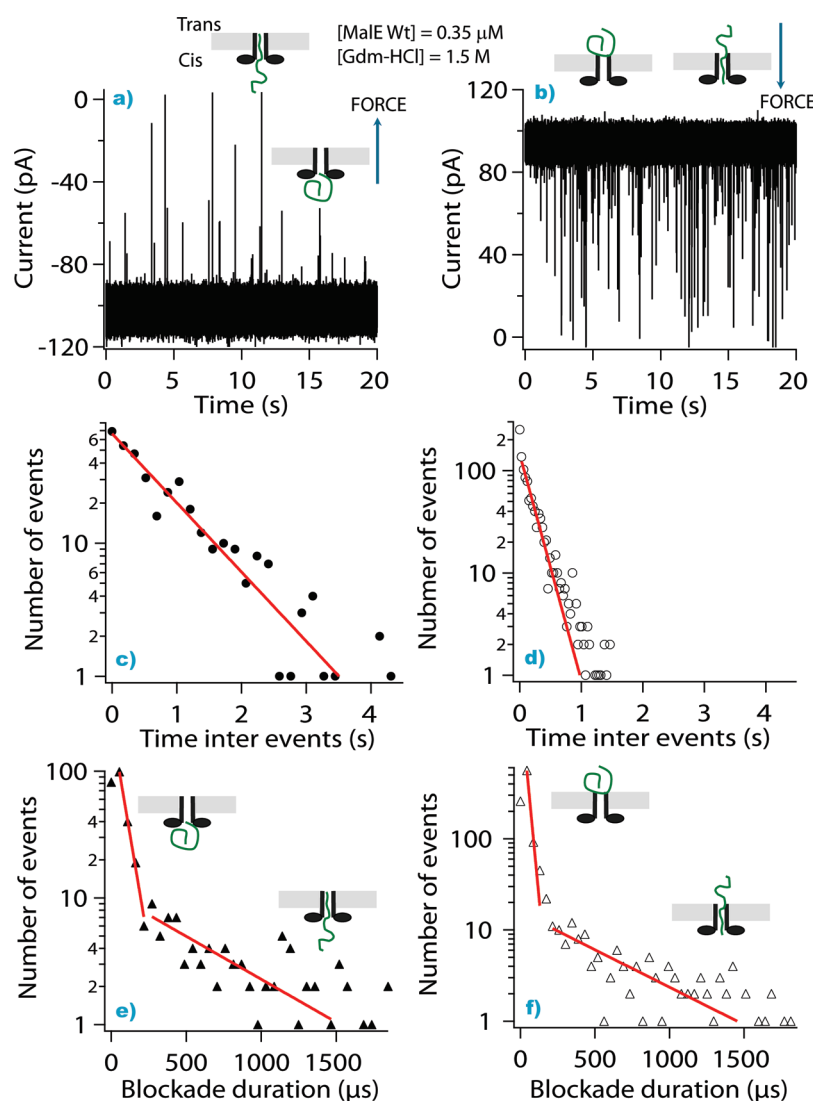 Trans
Cis
[MalE Wt] = 0.35 µM
[Gdm-HCl] = 1.5 M
a)
FORCE
0
-40
-80
-120
Current (pA)
0
5
10
15
20
Time (s)
b)
FORCE
120
80
40
0
Current (pA)
0
5
10
15
20
Time (s)
c)
6
4
2
10
6
4
2
1
Number of events
0
1
2
3
4
Time inter events (s)
d)
2
100
2
10
2
1
Nubmer of events
0
1
2
3
4
Time inter events (s)
e)
100
4
2
10
4
2
1
Number of events
0
500
1000
1500
Blockade duration (µs)
f)
100
10
1
Number of events
0
500
1000
1500
Blockade duration (µs)